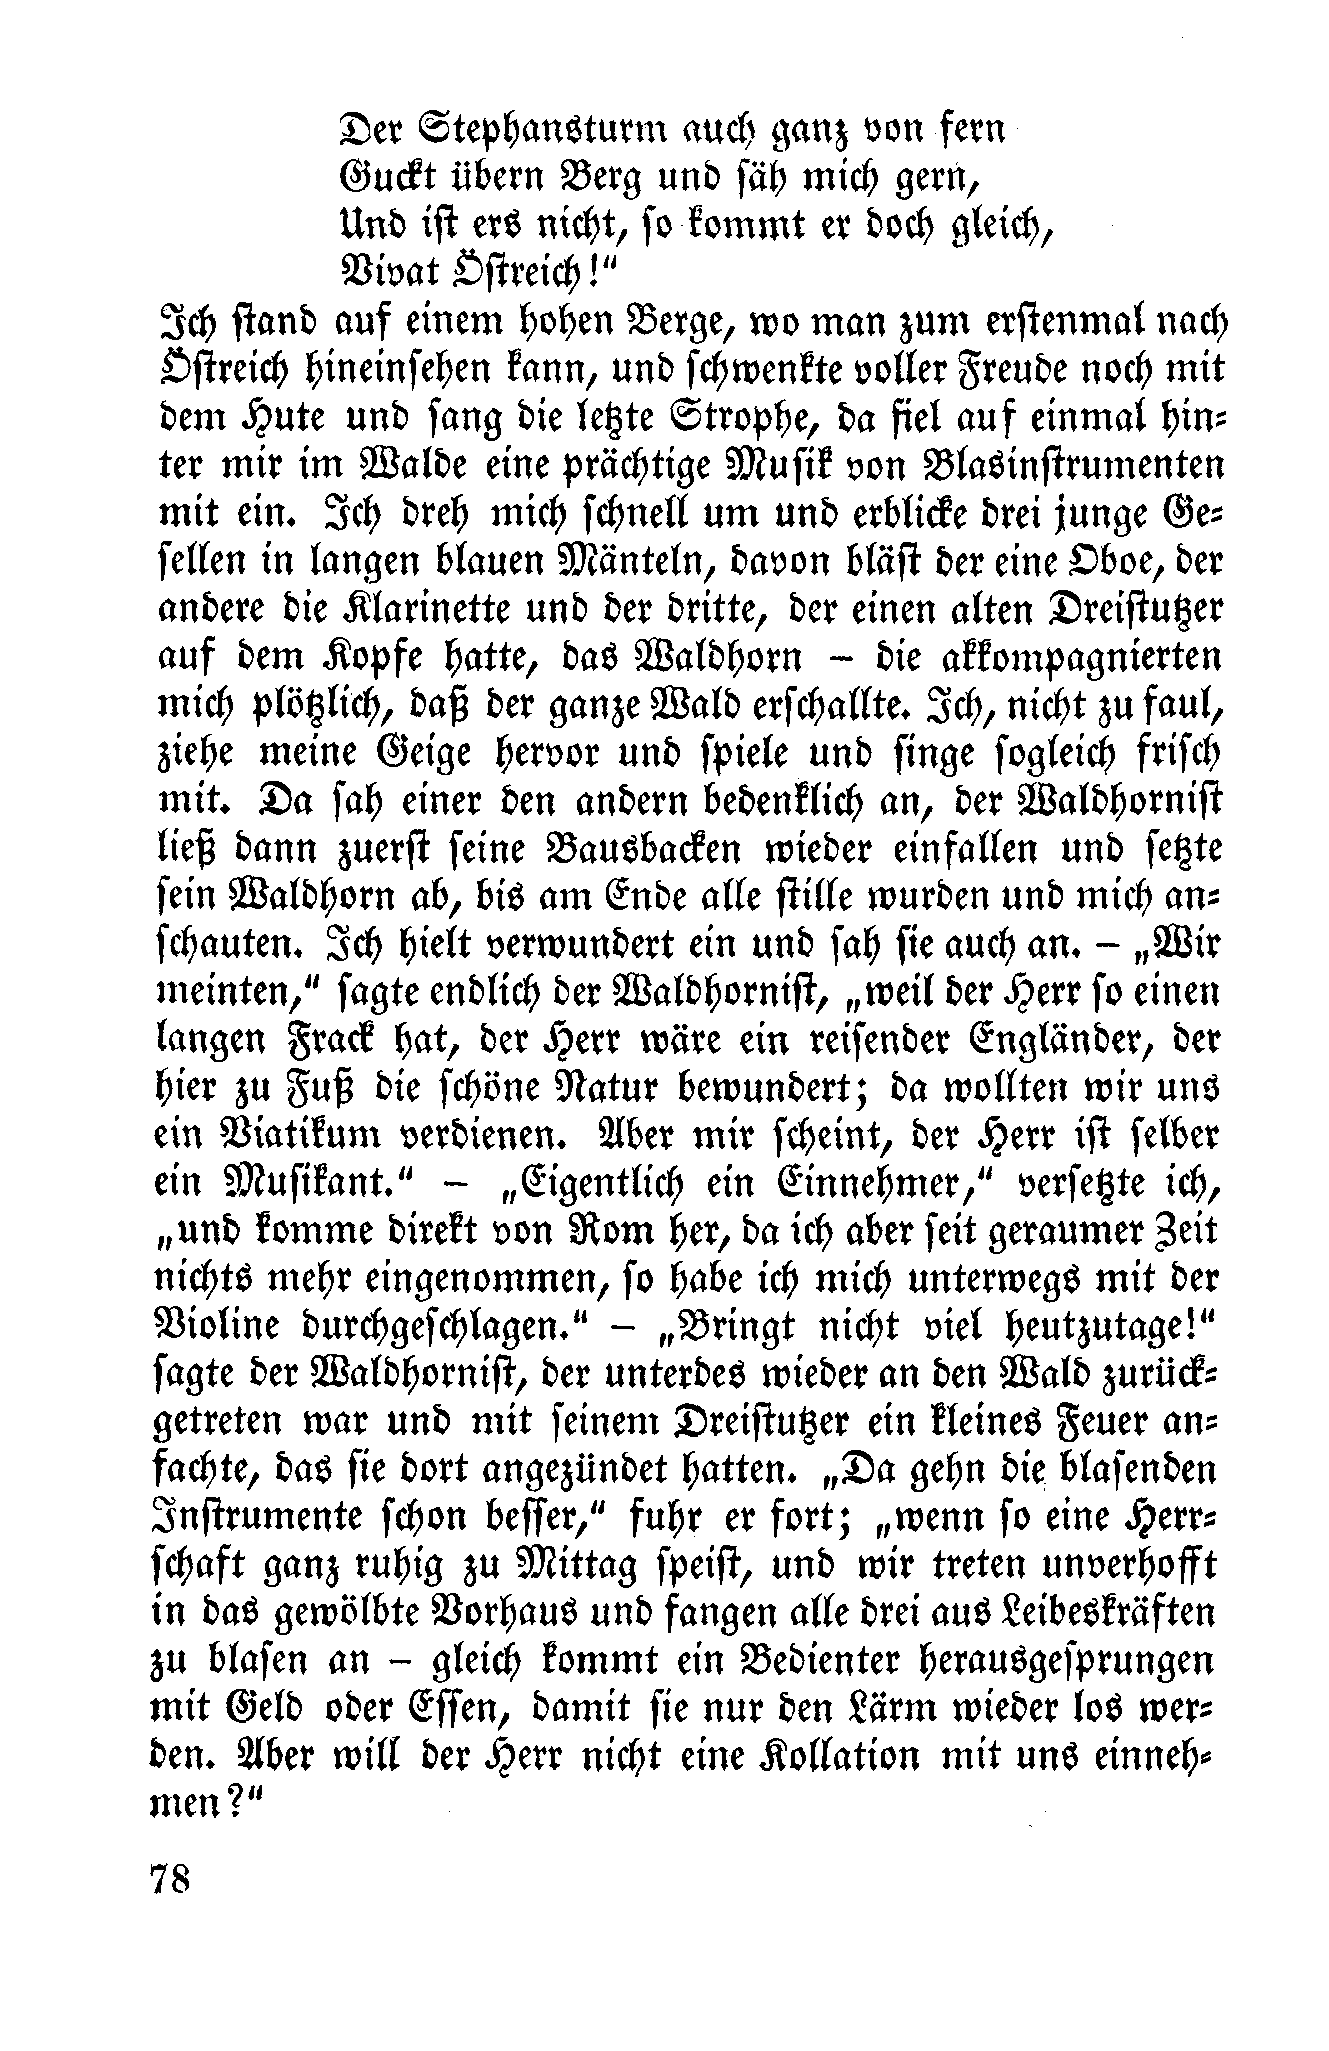 Der Stephansturm auch ganz von fern
Guckt übern Berg und säh mich gern,
Und ist ers nicht, so kommt er doch gleich,
Vivat Östreich!“
Ich stand auf einem hohen Berge, wo man zum erstenmal nach
Östreich hineinsehen kann, und schwenkte voller Freude noch mit
dem Hute und sang die letzte Strophe, da fiel auf einmal hin-
ter mir im Walde eine prächtige Musik von Blasinstrumenten
mit ein. Ich dreh mich schnell um und erblicke drei junge Ge-
sellen in langen blauen Mänteln, davon bläst der eine Oboe, der
andere die Klarinette und der dritte, der einen alten Dreistutzer
auf dem Kopfe hatte, das Waldhorn – die akkompagnierten
mich plötzlich, daß der ganze Wald erschallte. Ich, nicht zu faul,
ziehe meine Geige hervor und spiele und singe sogleich frisch
mit. Da sah einer den andern bedenklich an, der Waldhornist
ließ dann zuerst seine Bausbacken wieder einfallen und setzte
sein Waldhorn ab, bis am Ende alle stille wurden und mich an-
schauten. Ich hielt verwundert ein und sah sie auch an. – „Wir
meinten,“ sagte endlich der Waldhornist, „weil der Herr so einen
langen Frack hat, der Herr wäre ein reisender Engländer, der
hier zu Fuß die schöne Natur bewundert; da wollten wir uns
ein Viatikum verdienen. Aber mir scheint, der Herr ist selber
ein Musikant.“ – „Eigentlich ein Einnehmer,“ versetzte ich,
„und komme direkt von Rom her, da ich aber seit geraumer Zeit
nichts mehr eingenommen, so habe ich mich unterwegs mit der
Violine durchgeschlagen.“ – „Bringt nicht viel heutzutage!“
sagte der Waldhornist, der unterdes wieder an den Wald zurück-
getreten war und mit seinem Dreistutzer ein kleines Feuer an-
fachte, das sie dort angezündet hatten. „Da gehn die blasenden
Instrumente schon besser,“ fuhr er fort; „wenn so eine Herr-
schaft ganz ruhig zu Mittag speist, und wir treten unverhofft
in das gewölbte Vorhaus und fangen alle drei aus Leibeskräften
zu blasen an – gleich kommt ein Bedienter herausgesprungen
mit Geld oder Essen, damit sie nur den Lärm wieder los wer-
den. Aber will der Herr nicht eine Kollation mit uns einneh-
men?“
78